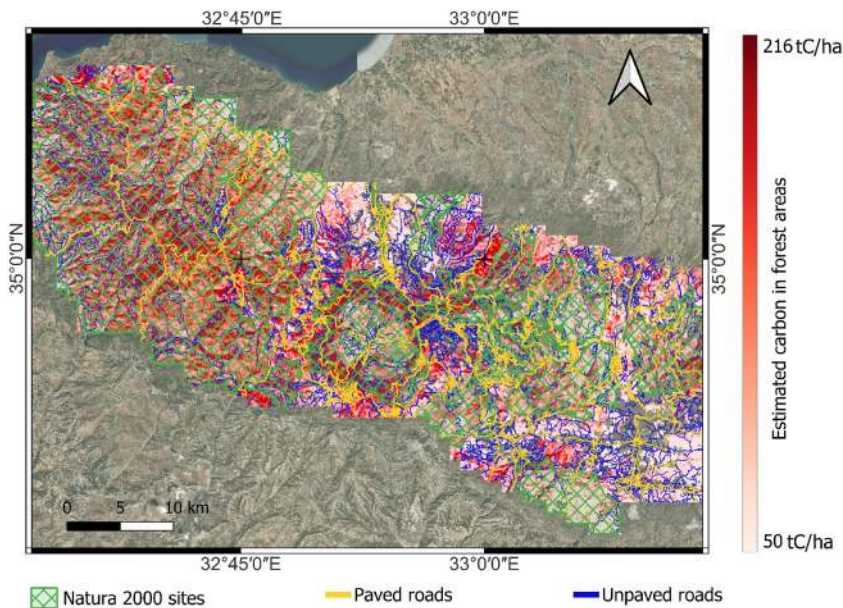 32°45'0"E
33°0'0"E
216 tC/ha
35°0'0"N
35°0'0"N
Estimated carbon in forest areas
0
5
10 km
50 tC/ha
32°45'0"E
33°0'0"E
Natura 2000 sites
Paved roads
Unpaved roads